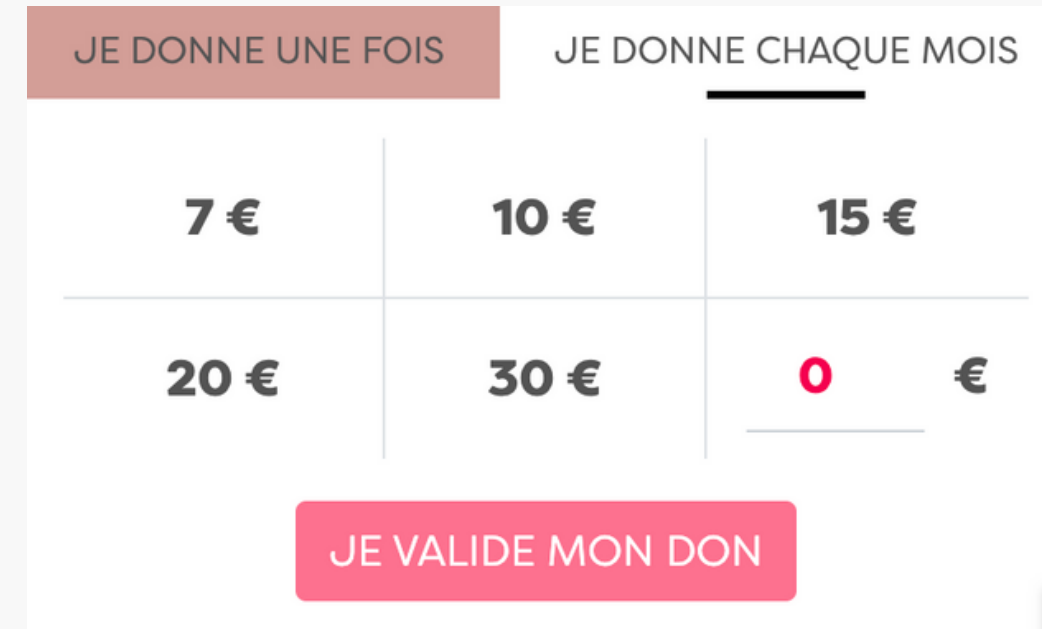 JE DONNE UNE FOIS JE DONNE CHAQUE MOIS
7 € 10 € 15 €
20 € 30 € 0 €
JE VALIDE MON DON